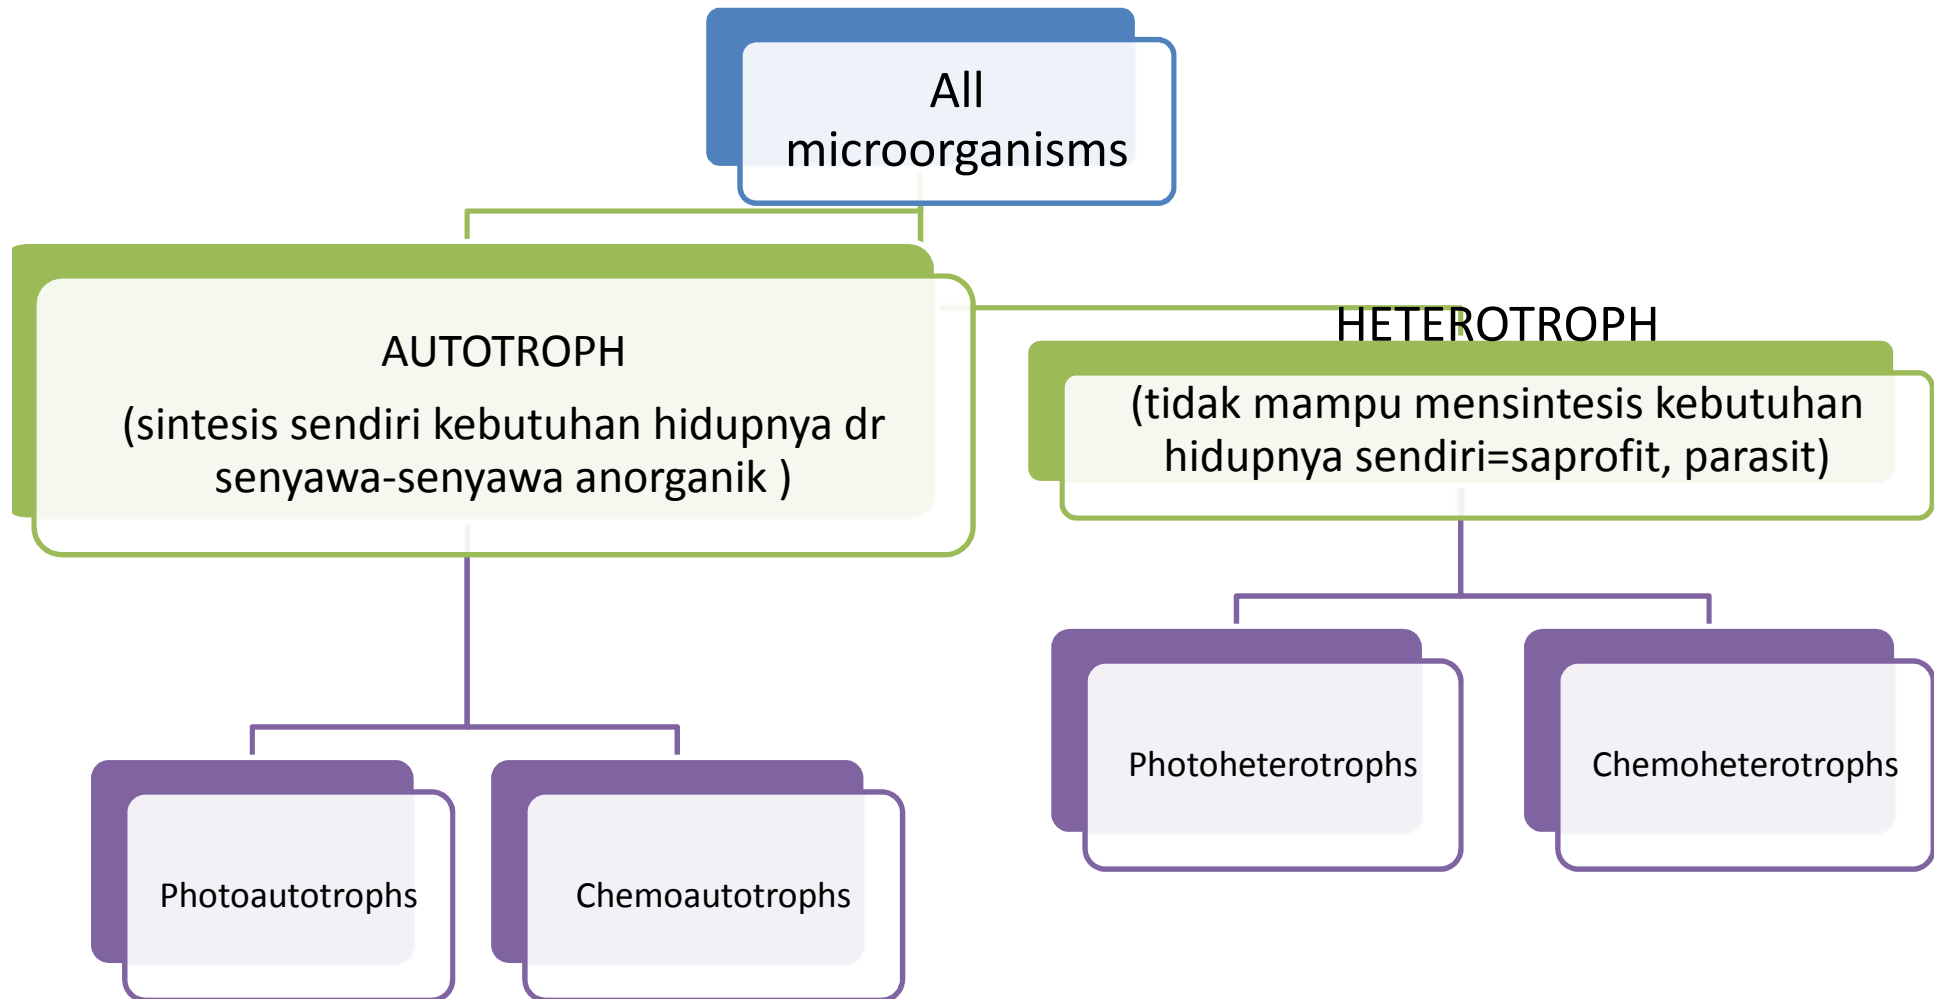 All
microorganisms
AUTOTROPH
(sintesis sendiri kebutuhan hidupnya dr
senyawa-senyawa anorganik )
HETEROTROPH
(tidak mampu mensintesis kebutuhan
hidupnya sendiri=saprofit, parasit)
Photoautotrophs
Chemoautotrophs
Photoheterotrophs
Chemoheterotrophs